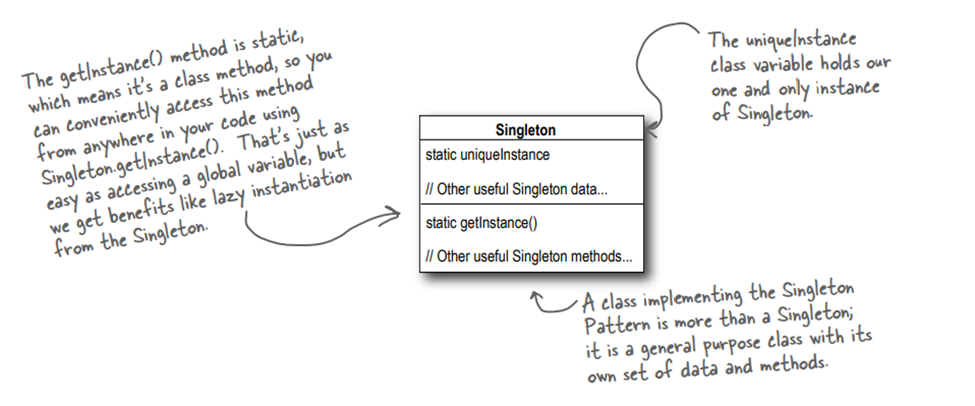 The getInstance() method is static,
which means it's a class method, so you
can conveniently access this method
from anywhere in your code using
Singleton.getInstance(). That's just as
easy as accessing a global variable, but
we get benefits like lazy instantiation
from the Singleton.
The uniqueInstance
class variable holds our
one and only instance
of Singleton.
Singleton
static uniqueInstance
// Other useful Singleton data...
static getInstance()
// Other useful Singleton methods...
A class implementing the Singleton
Pattern is more than a Singleton;
it is a general purpose class with its
own set of data and methods.